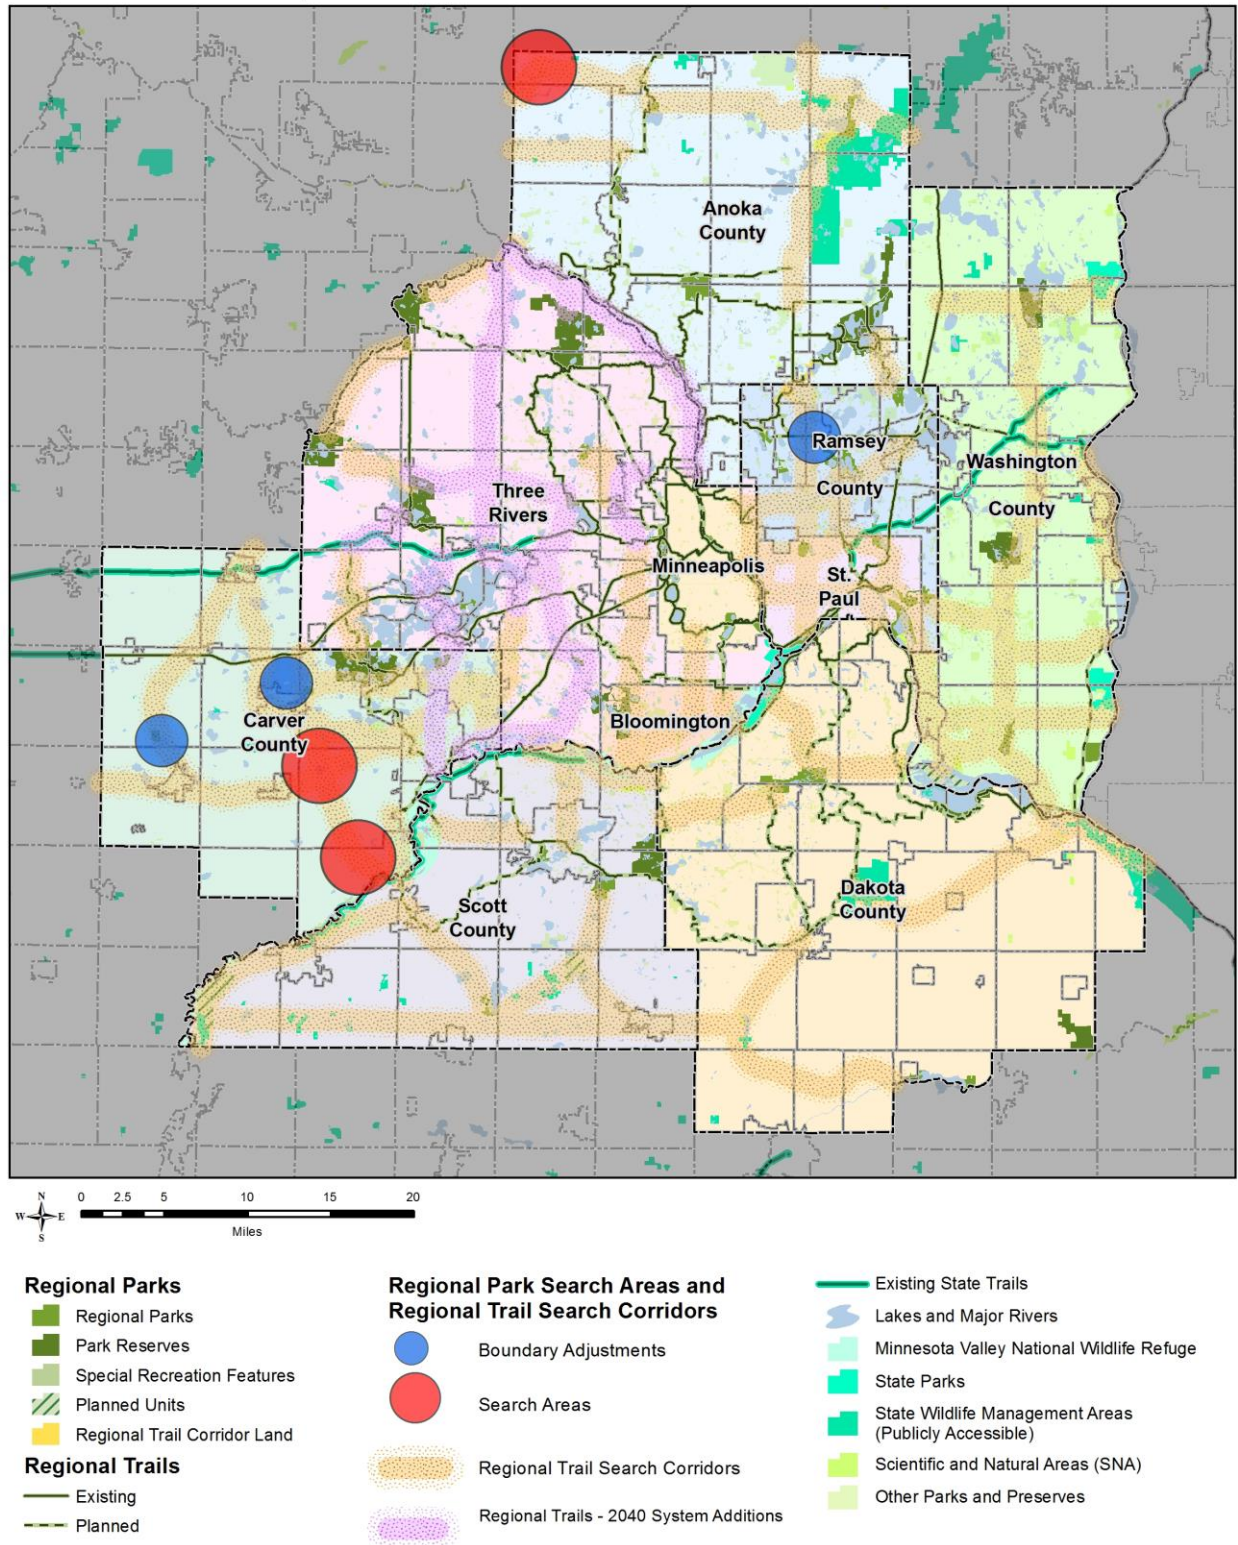 Anoka
County
Ramsey
County
Washington
County
Three
Rivers
Minneapolis
St.
Paul
Carver
County
Bloomington
Scott
County
Dakota
County
N
W E
S
0 2.5 5 10 15 20
Miles
Regional Parks
Regional Parks
Park Reserves
Special Recreation Features
Planned Units
Regional Trail Corridor Land
Regional Trails
Existing
Planned
Regional Park Search Areas and
Regional Trail Search Corridors
Boundary Adjustments
Search Areas
Regional Trail Search Corridors
Regional Trails - 2040 System Additions
Existing State Trails
Lakes and Major Rivers
Minnesota Valley National Wildlife Refuge
State Parks
State Wildlife Management Areas
(Publicly Accessible)
Scientific and Natural Areas (SNA)
Other Parks and Preserves